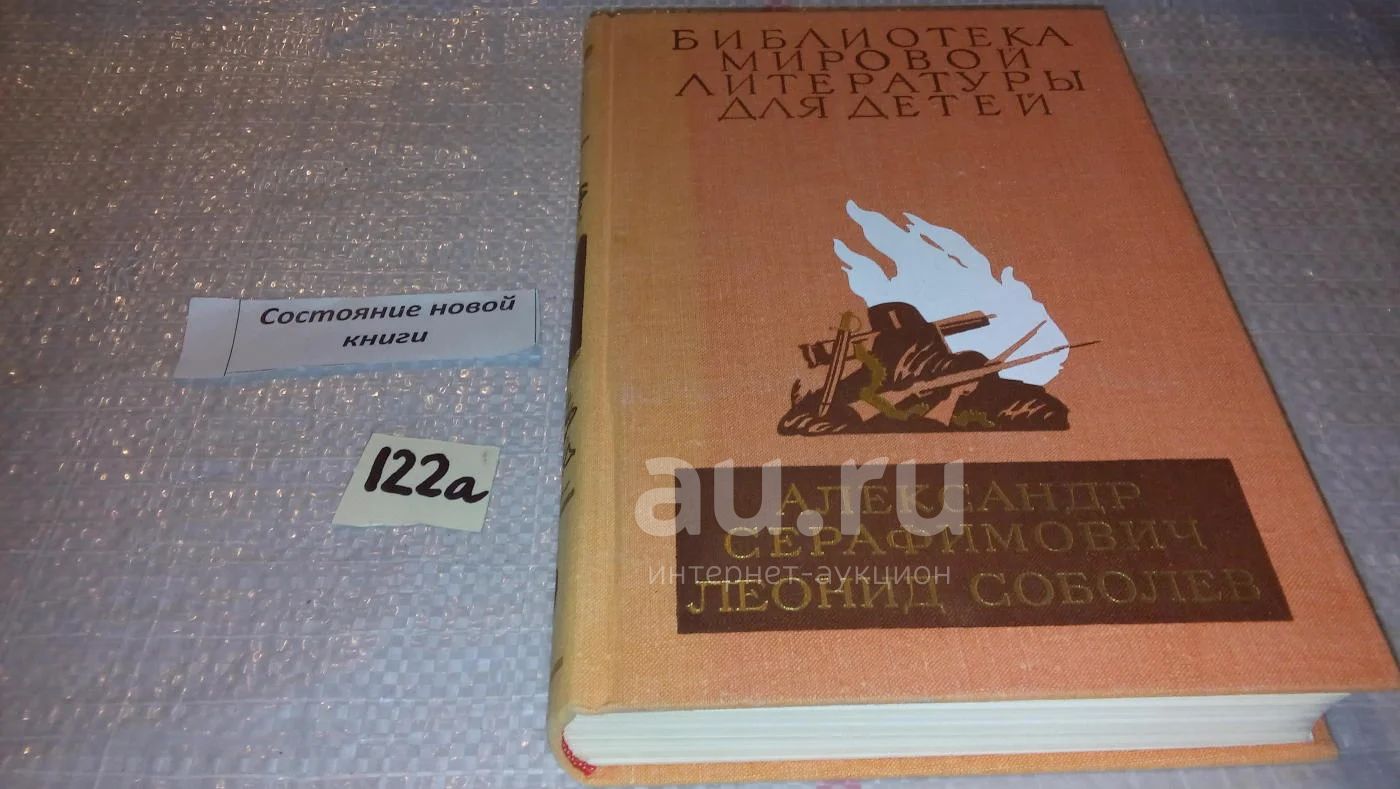 БИБЛИОТЕКА
МИРОВОЙ
ЛИТЕРАТУРЫ
ДЛЯ ДЕТЕЙ
Состояние новой
книги
122а
au.ru
интернет-аукцион
АЛЕКСАНДР
СЕРАФИМОВИЧ
ЛЕОНИД СОБОЛЕВ